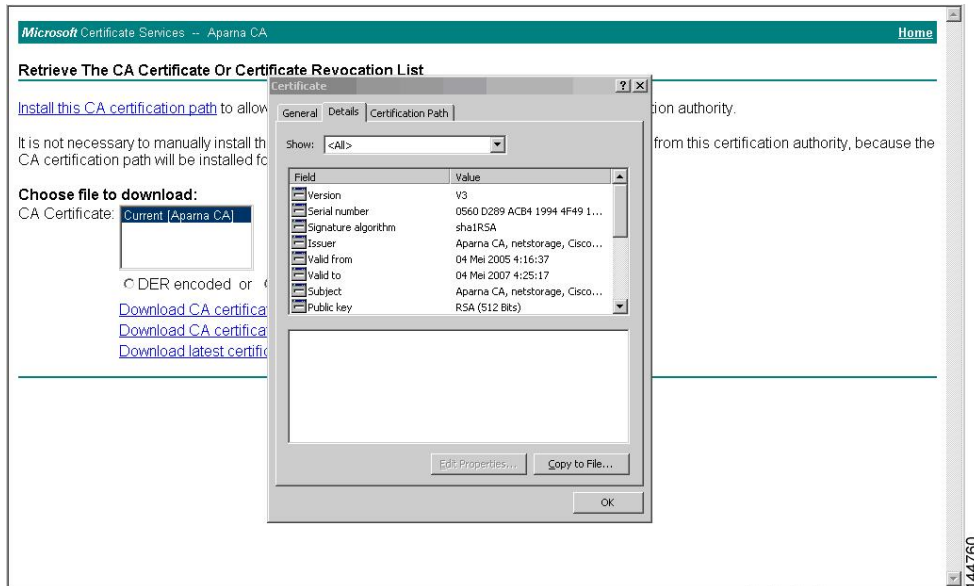 Microsoft Certificate Services -- Aparna CA Home
Retrieve The CA Certificate Or Certificate Revocation List
Install this CA certification path to allow
tion authority.
It is not necessary to manually install th
from this certification authority, because the
CA certification path will be installed fo
Choose file to download:
CA Certificate: Current [Aparna CA]
DER encoded or
Download CA certifica
Download CA certifica
Download latest certific
Certificate
General Details Certification Path
Show: <All>
Field Value
Version V3
Serial number 0560 D289 ACB4 1994 4F49 1...
Signature algorithm sha1RSA
Issuer Aparna CA, netstorage, Cisco...
Valid from 04 Mei 2005 4:16:37
Valid to 04 Mei 2007 4:25:17
Subject Aparna CA, netstorage, Cisco...
Public key RSA (512 Bits)
Edit Properties... Copy to File...
OK